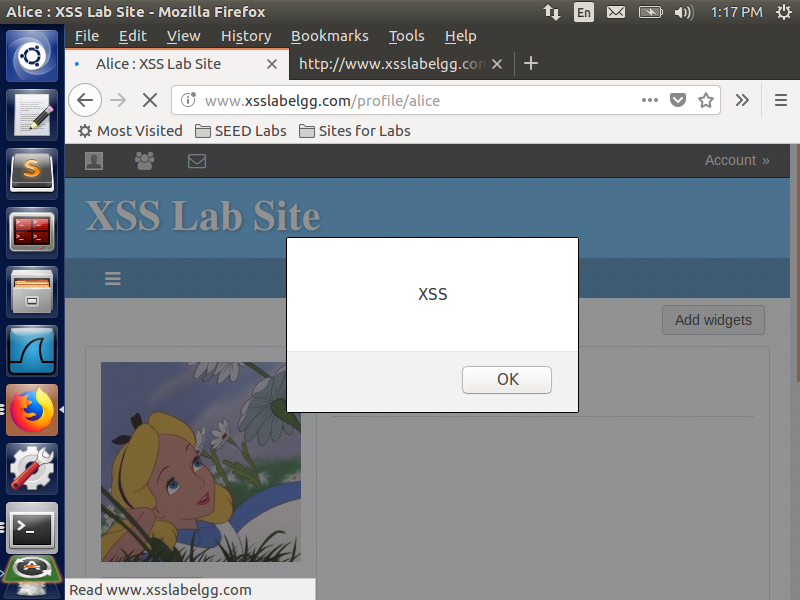 Alice : XSS Lab Site - Mozilla Firefox
En
1:17 PM
File Edit View History Bookmarks Tools Help
Alice : XSS Lab Site
http://www.xsslabelgg.con
www.xsslabelgg.com/profile/alice
Most Visited SEED Labs Sites for Labs
Account »
XSS Lab Site
XSS
Add widgets
OK
Read www.xsslabelgg.com